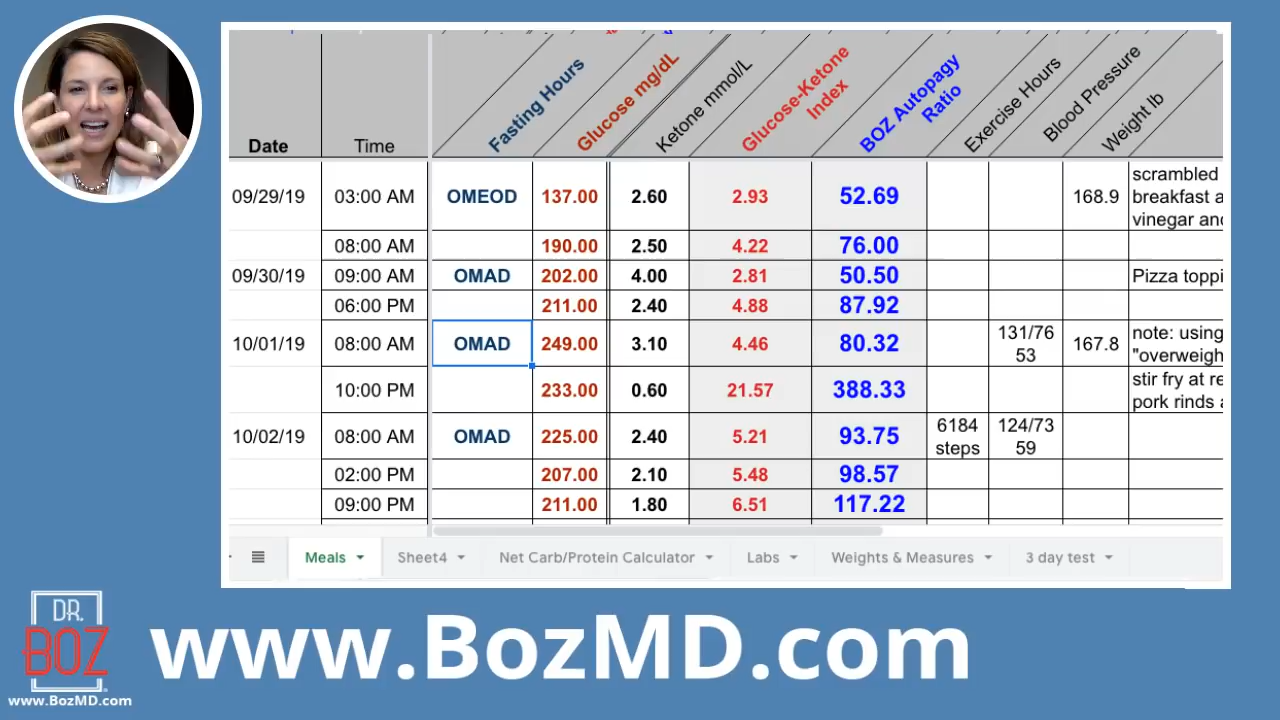 Date
Time
Fasting Hours
Glucose mg/dL
Ketone mmol/L
Glucose-Ketone
Index
BOZ Autopagy
Ratio
Exercise Hours
Blood Pressure
Weight lb
09/29/19 03:00 AM OMEOD 137.00 2.60 2.93 52.69 168.9 scrambled
breakfast a
vinegar and
08:00 AM 190.00 2.50 4.22 76.00
09/30/19 09:00 AM OMAD 202.00 4.00 2.81 50.50 Pizza toppi
06:00 PM 211.00 2.40 4.88 87.92
10/01/19 08:00 AM OMAD 249.00 3.10 4.46 80.32 131/76 167.8 note: using
53 "overweigh
10:00 PM 233.00 0.60 21.57 388.33 stir fry at re
pork rinds a
10/02/19 08:00 AM OMAD 225.00 2.40 5.21 93.75 6184 124/73
steps 59
02:00 PM 207.00 2.10 5.48 98.57
09:00 PM 211.00 1.80 6.51 117.22
Meals Sheet4 Net Carb/Protein Calculator Labs Weights & Measures 3 day test
DR.
BOZ
www.BozMD.com
www.BozMD.com